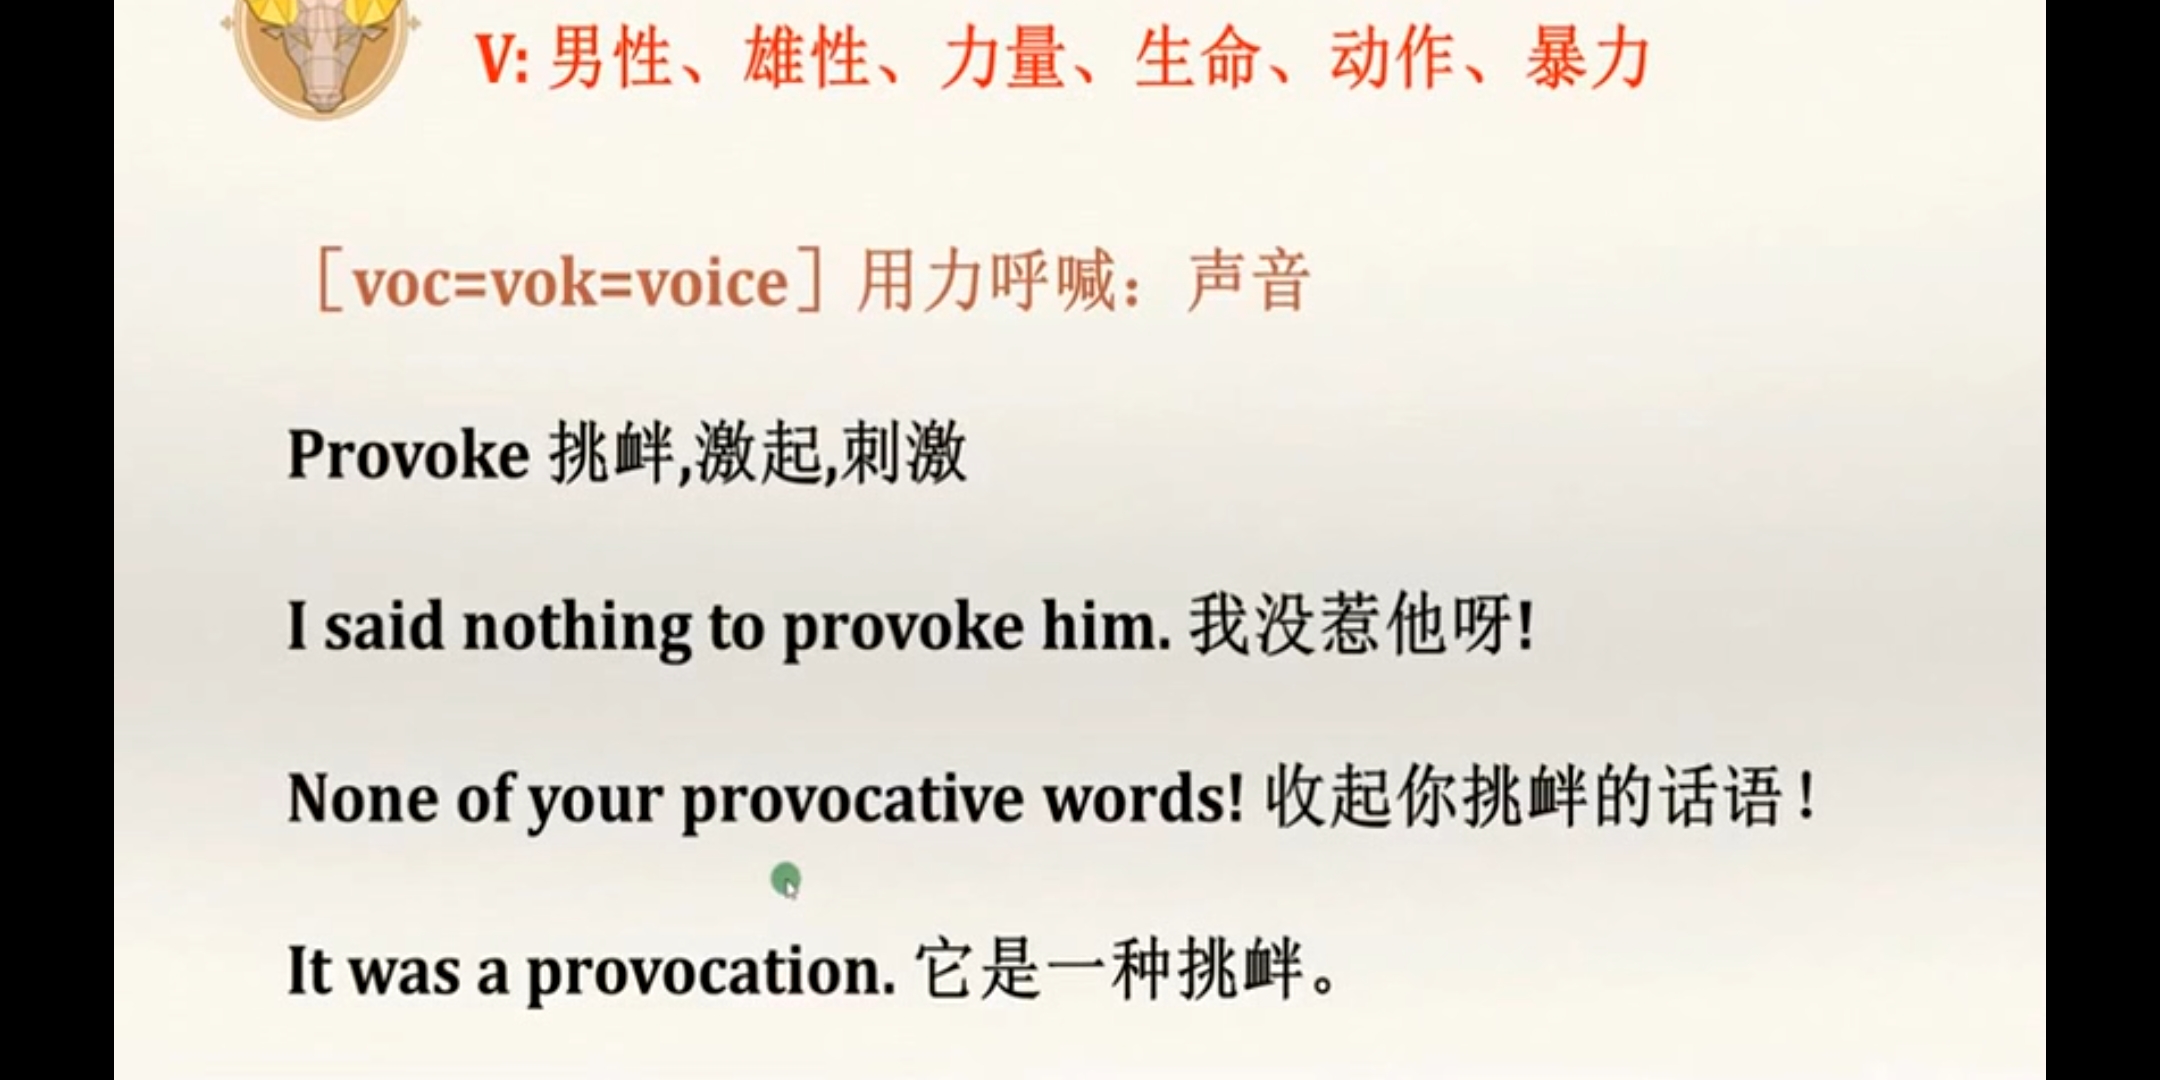 V: 男性、雄性、力量、生命、动作、暴力
［voc=vok=voice］用力呼喊：声音
Provoke 挑衅,激起,刺激
I said nothing to provoke him. 我没惹他呀!
None of your provocative words! 收起你挑衅的话语！
It was a provocation. 它是一种挑衅。